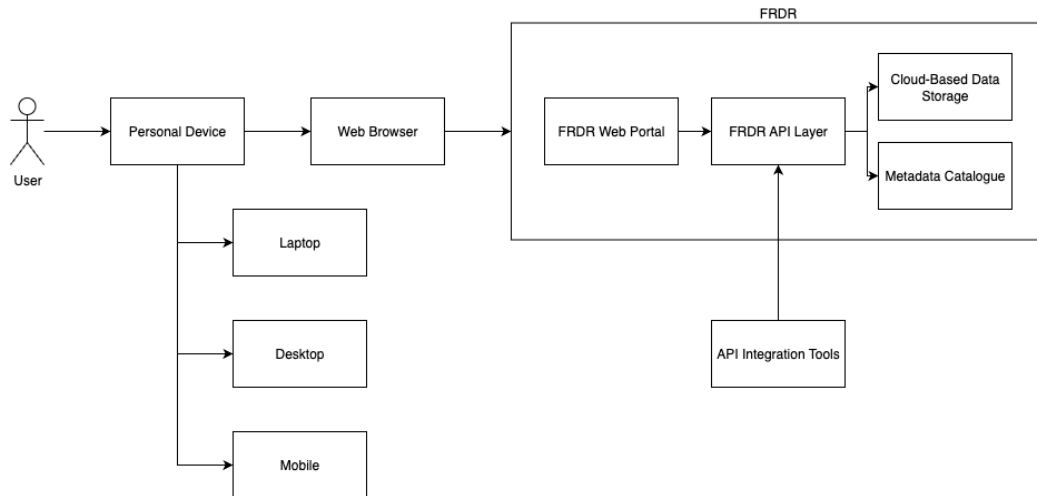 FRDR
Cloud-Based Data
Storage
Personal Device
Web Browser
FRDR Web Portal
FRDR API Layer
User
Metadata Catalogue
Laptop
Desktop
API Integration Tools
Mobile